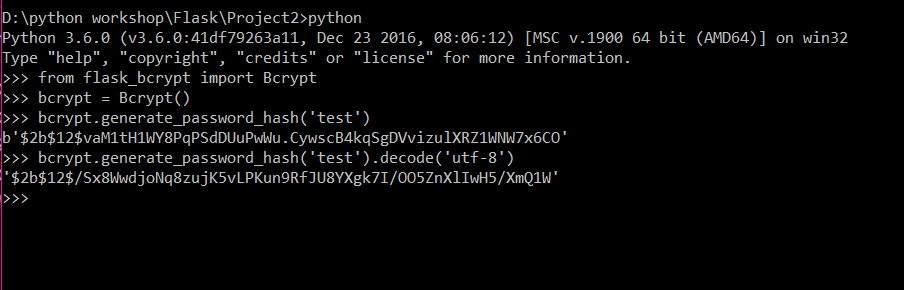 D:\python workshop\Flask\Project2>python
Python 3.6.0 (v3.6.0:41df79263a11, Dec 23 2016, 08:06:12) [MSC v.1900 64 bit (AMD64)] on win32
Type "help", "copyright", "credits" or "license" for more information.
>>> from flask_bcrypt import Bcrypt
>>> bcrypt = Bcrypt()
>>> bcrypt.generate_password_hash('test')
b'$2b$12$vaM1tH1WY8PqPSdDUuPwWu.CywscB4kqSgDVvizulXRZ1WNW7x6CO'
>>> bcrypt.generate_password_hash('test').decode('utf-8')
'$2b$12$/Sx8WwdjoNq8zujK5vLPKun9RfJU8YXgk7I/OO5ZnXlIwH5/XmQ1W'
>>>